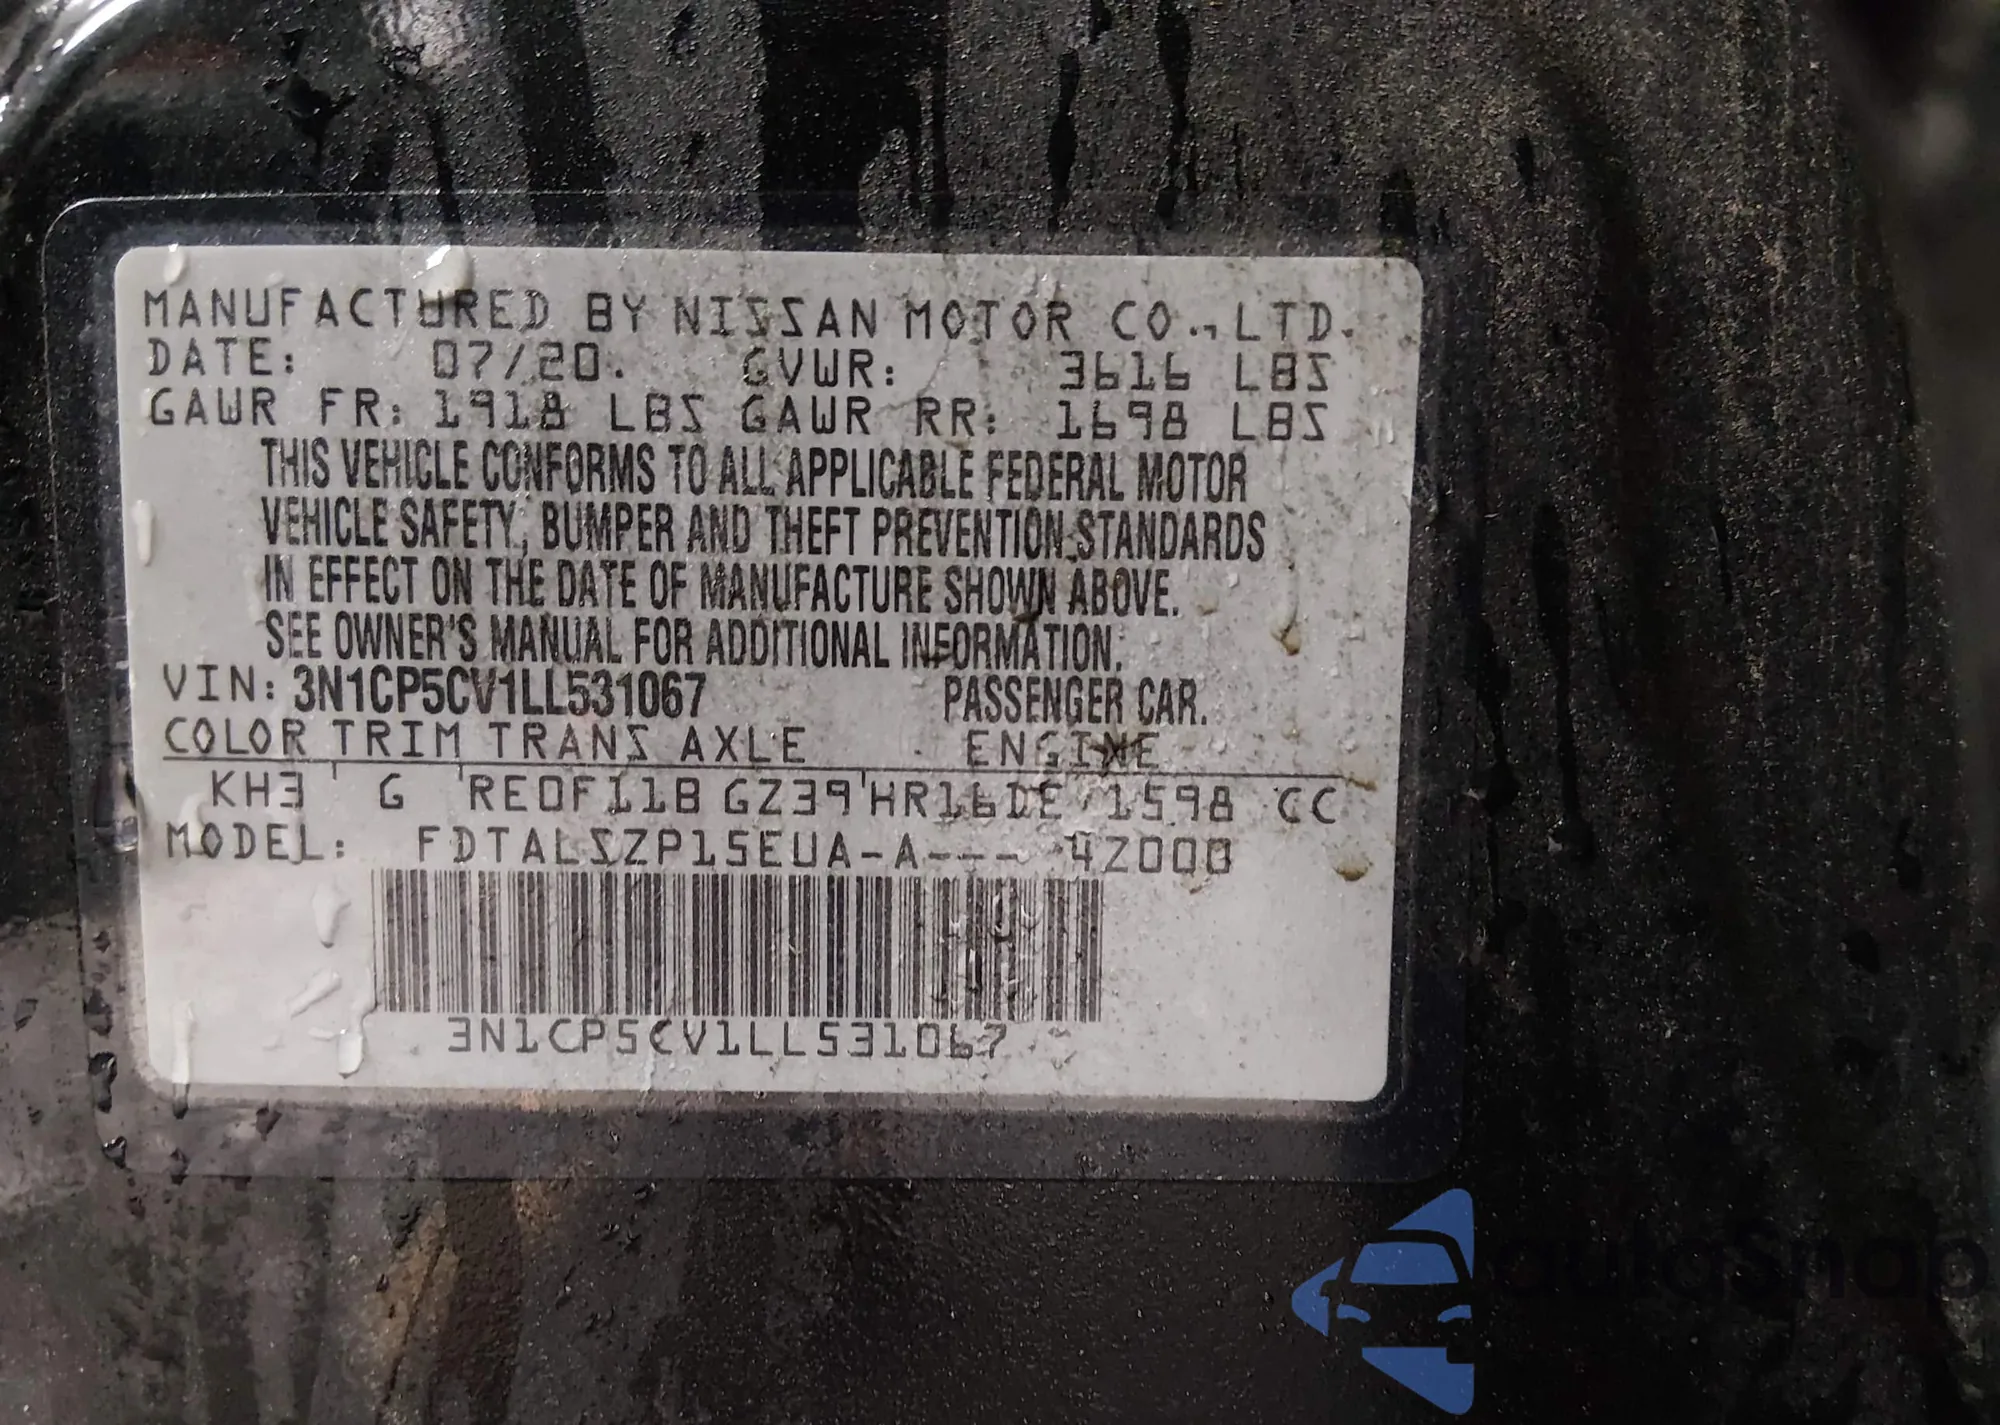 MANUFACTURED BY NISSAN MOTOR CO., LTD.
DATE: 07/20. GVWR: 3616 LBS
GAWR FR: 1918 LBS GAWR RR: 1698 LBS
THIS VEHICLE CONFORMS TO ALL APPLICABLE FEDERAL MOTOR
VEHICLE SAFETY, BUMPER AND THEFT PREVENTION STANDARDS
IN EFFECT ON THE DATE OF MANUFACTURE SHOWN ABOVE.
SEE OWNER'S MANUAL FOR ADDITIONAL INFORMATION.
VIN: 3N1CP5CV1LL531067 PASSENGER CAR.
COLOR TRIM TRANS AXLE ENGINE
KH3 G RE0F11B GZ39 HR16DE 1598 CC
MODEL: FDTALSZP15EUA-A--- 4Z000
3N1CP5CV1LL531067
autosnap